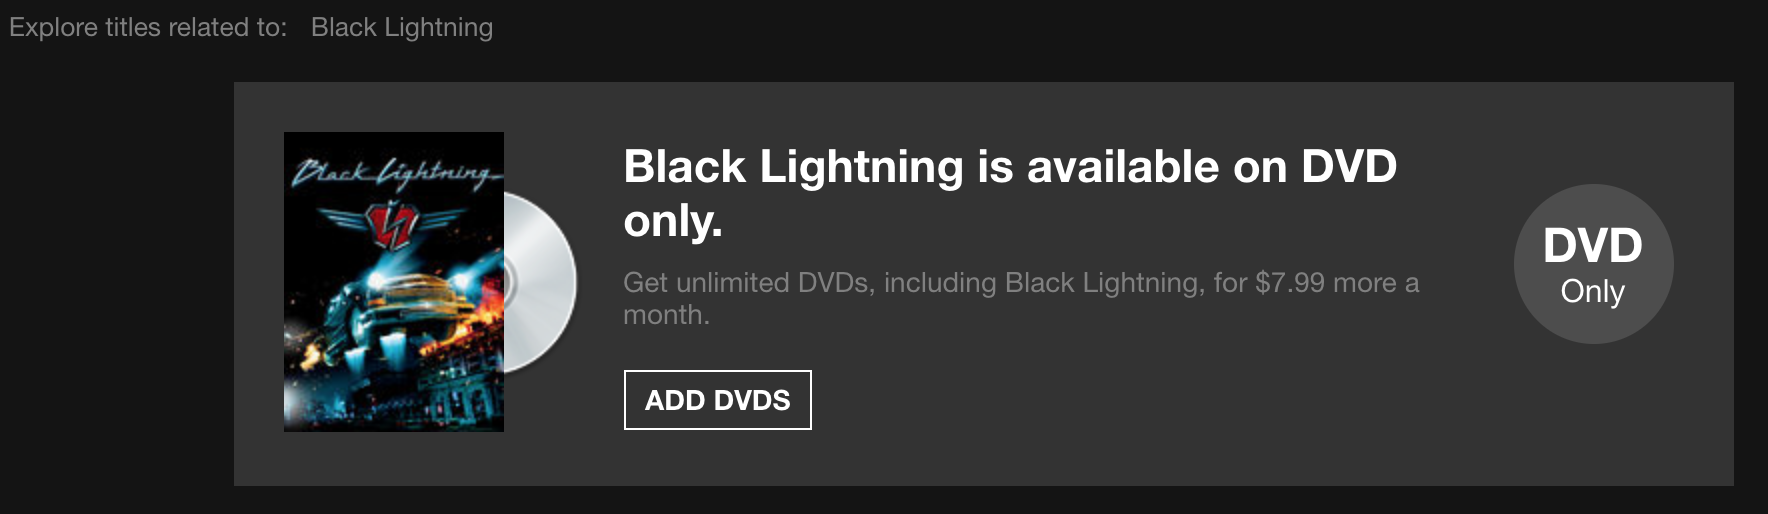 Explore titles related to: Black Lightning
Black Lightning
Black Lightning is available on DVD
only.
Get unlimited DVDs, including Black Lightning, for $7.99 more a
month.
ADD DVDS
DVD
Only